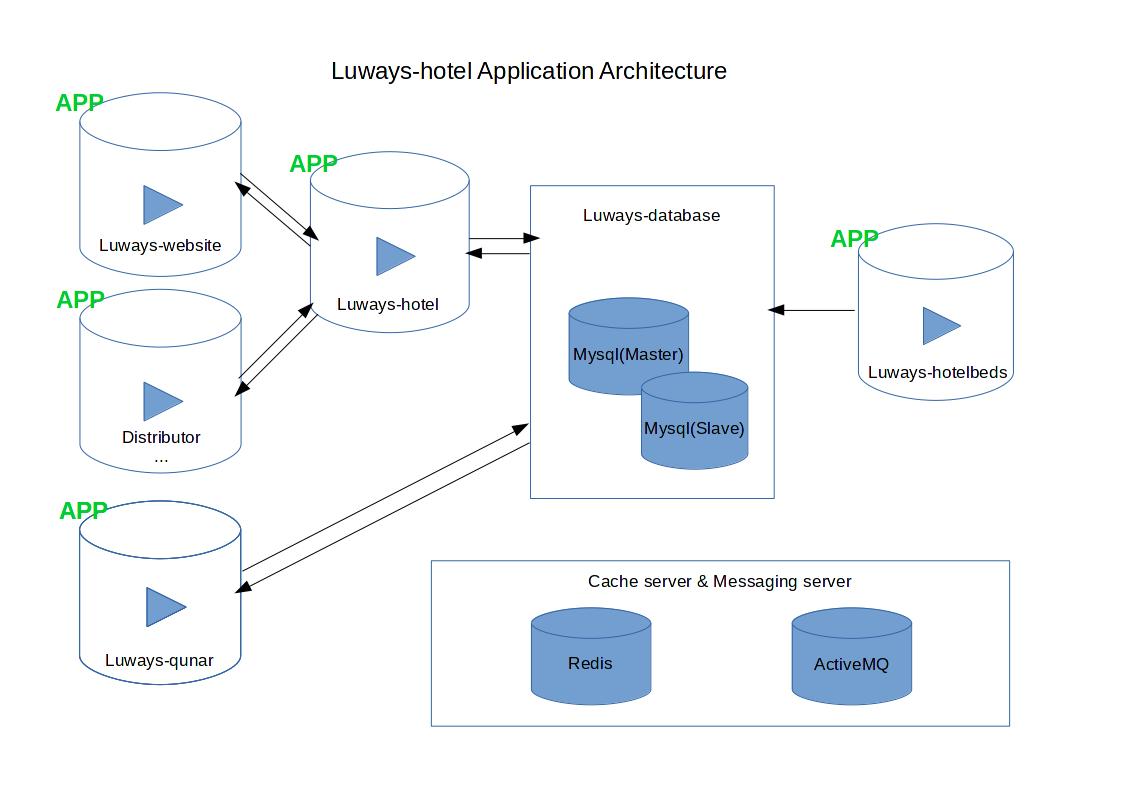 Luways-hotel Application Architecture
APP
Luways-website
APP
Luways-hotel
APP
Distributor
...
APP
Luways-qunar
Luways-database
Mysql(Master)
Mysql(Slave)
APP
Luways-hotelbeds
Cache server & Messaging server
Redis
ActiveMQ